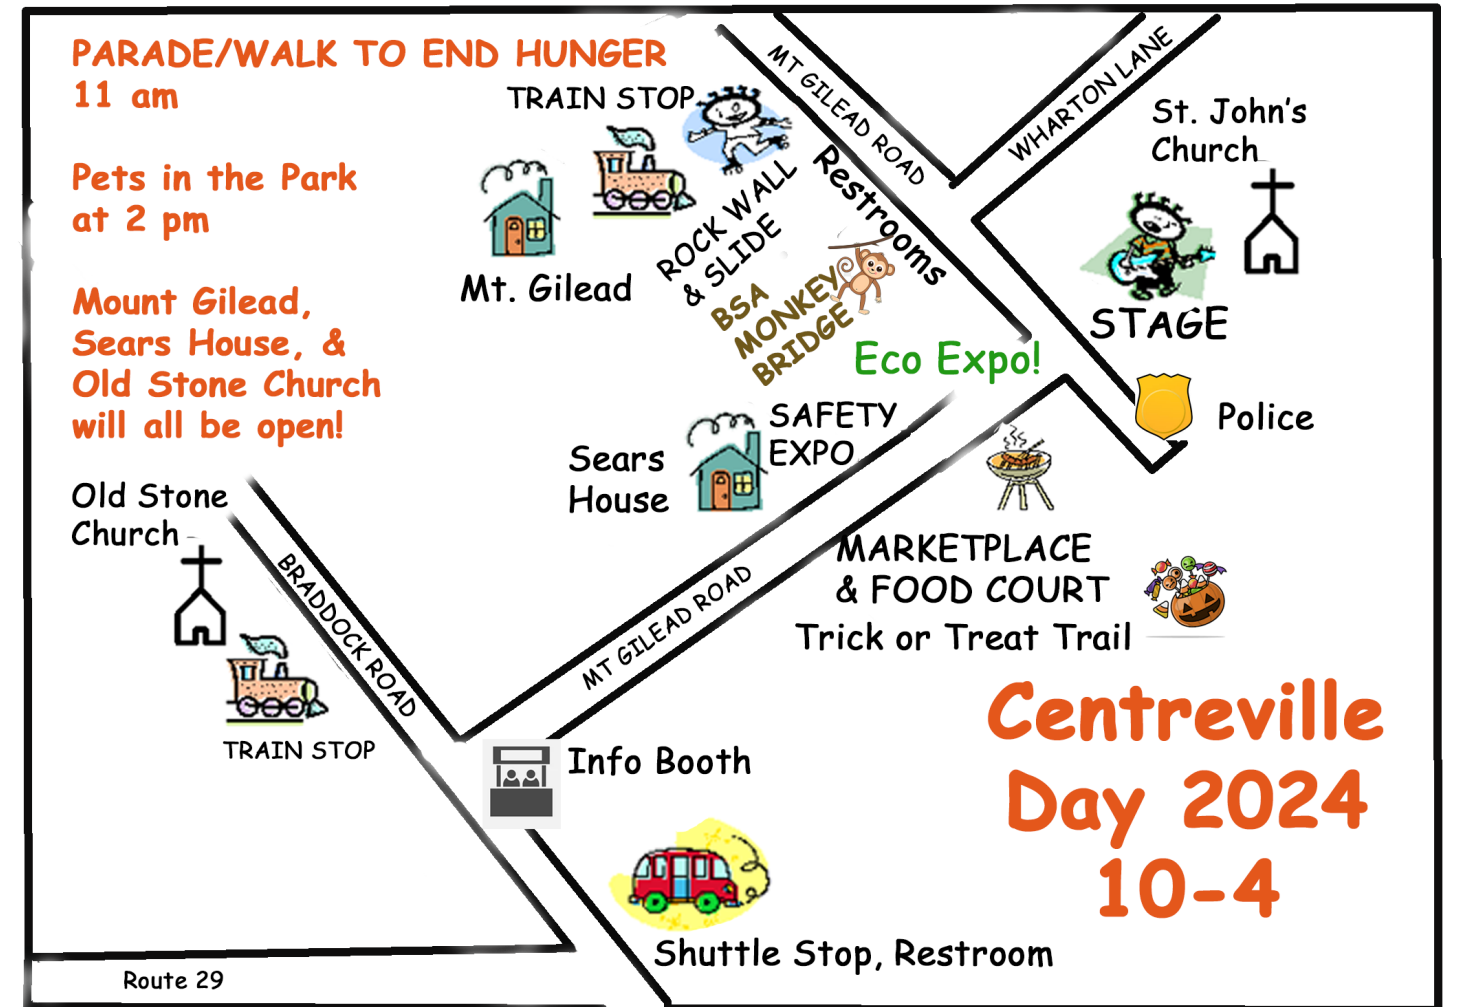 PARADE/WALK TO END HUNGER
11 am
Pets in the Park
at 2 pm
Mount Gilead,
Sears House, &
Old Stone Church
will all be open!
TRAIN STOP
Mt. Gilead
ROCK WALL
& SLIDE
BSA
MONKEY
BRIDGE
Restrooms
MT GILEAD ROAD
WHARTON LANE
St. John's
Church
STAGE
Eco Expo!
Police
SAFETY
EXPO
Sears
House
Old Stone
Church
BRADDOCK ROAD
TRAIN STOP
MT GILEAD ROAD
MARKETPLACE
& FOOD COURT
Trick or Treat Trail
Info Booth
Centreville
Day 2024
10-4
Shuttle Stop, Restroom
Route 29